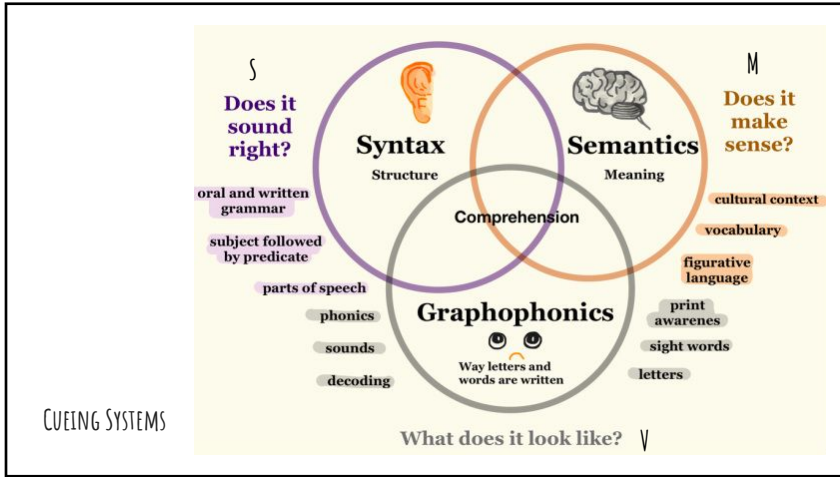 S
Does it
sound
right?
oral and written
grammar
subject followed
by predicate
parts of speech
Syntax
Structure
M
Does it
make
sense?
Semantics
Meaning
cultural context
vocabulary
figurative
language
Comprehension
Graphophonics
Way letters and
words are written
phonics
sounds
decoding
print
awarenes
sight words
letters
What does it look like? V
Cueing Systems